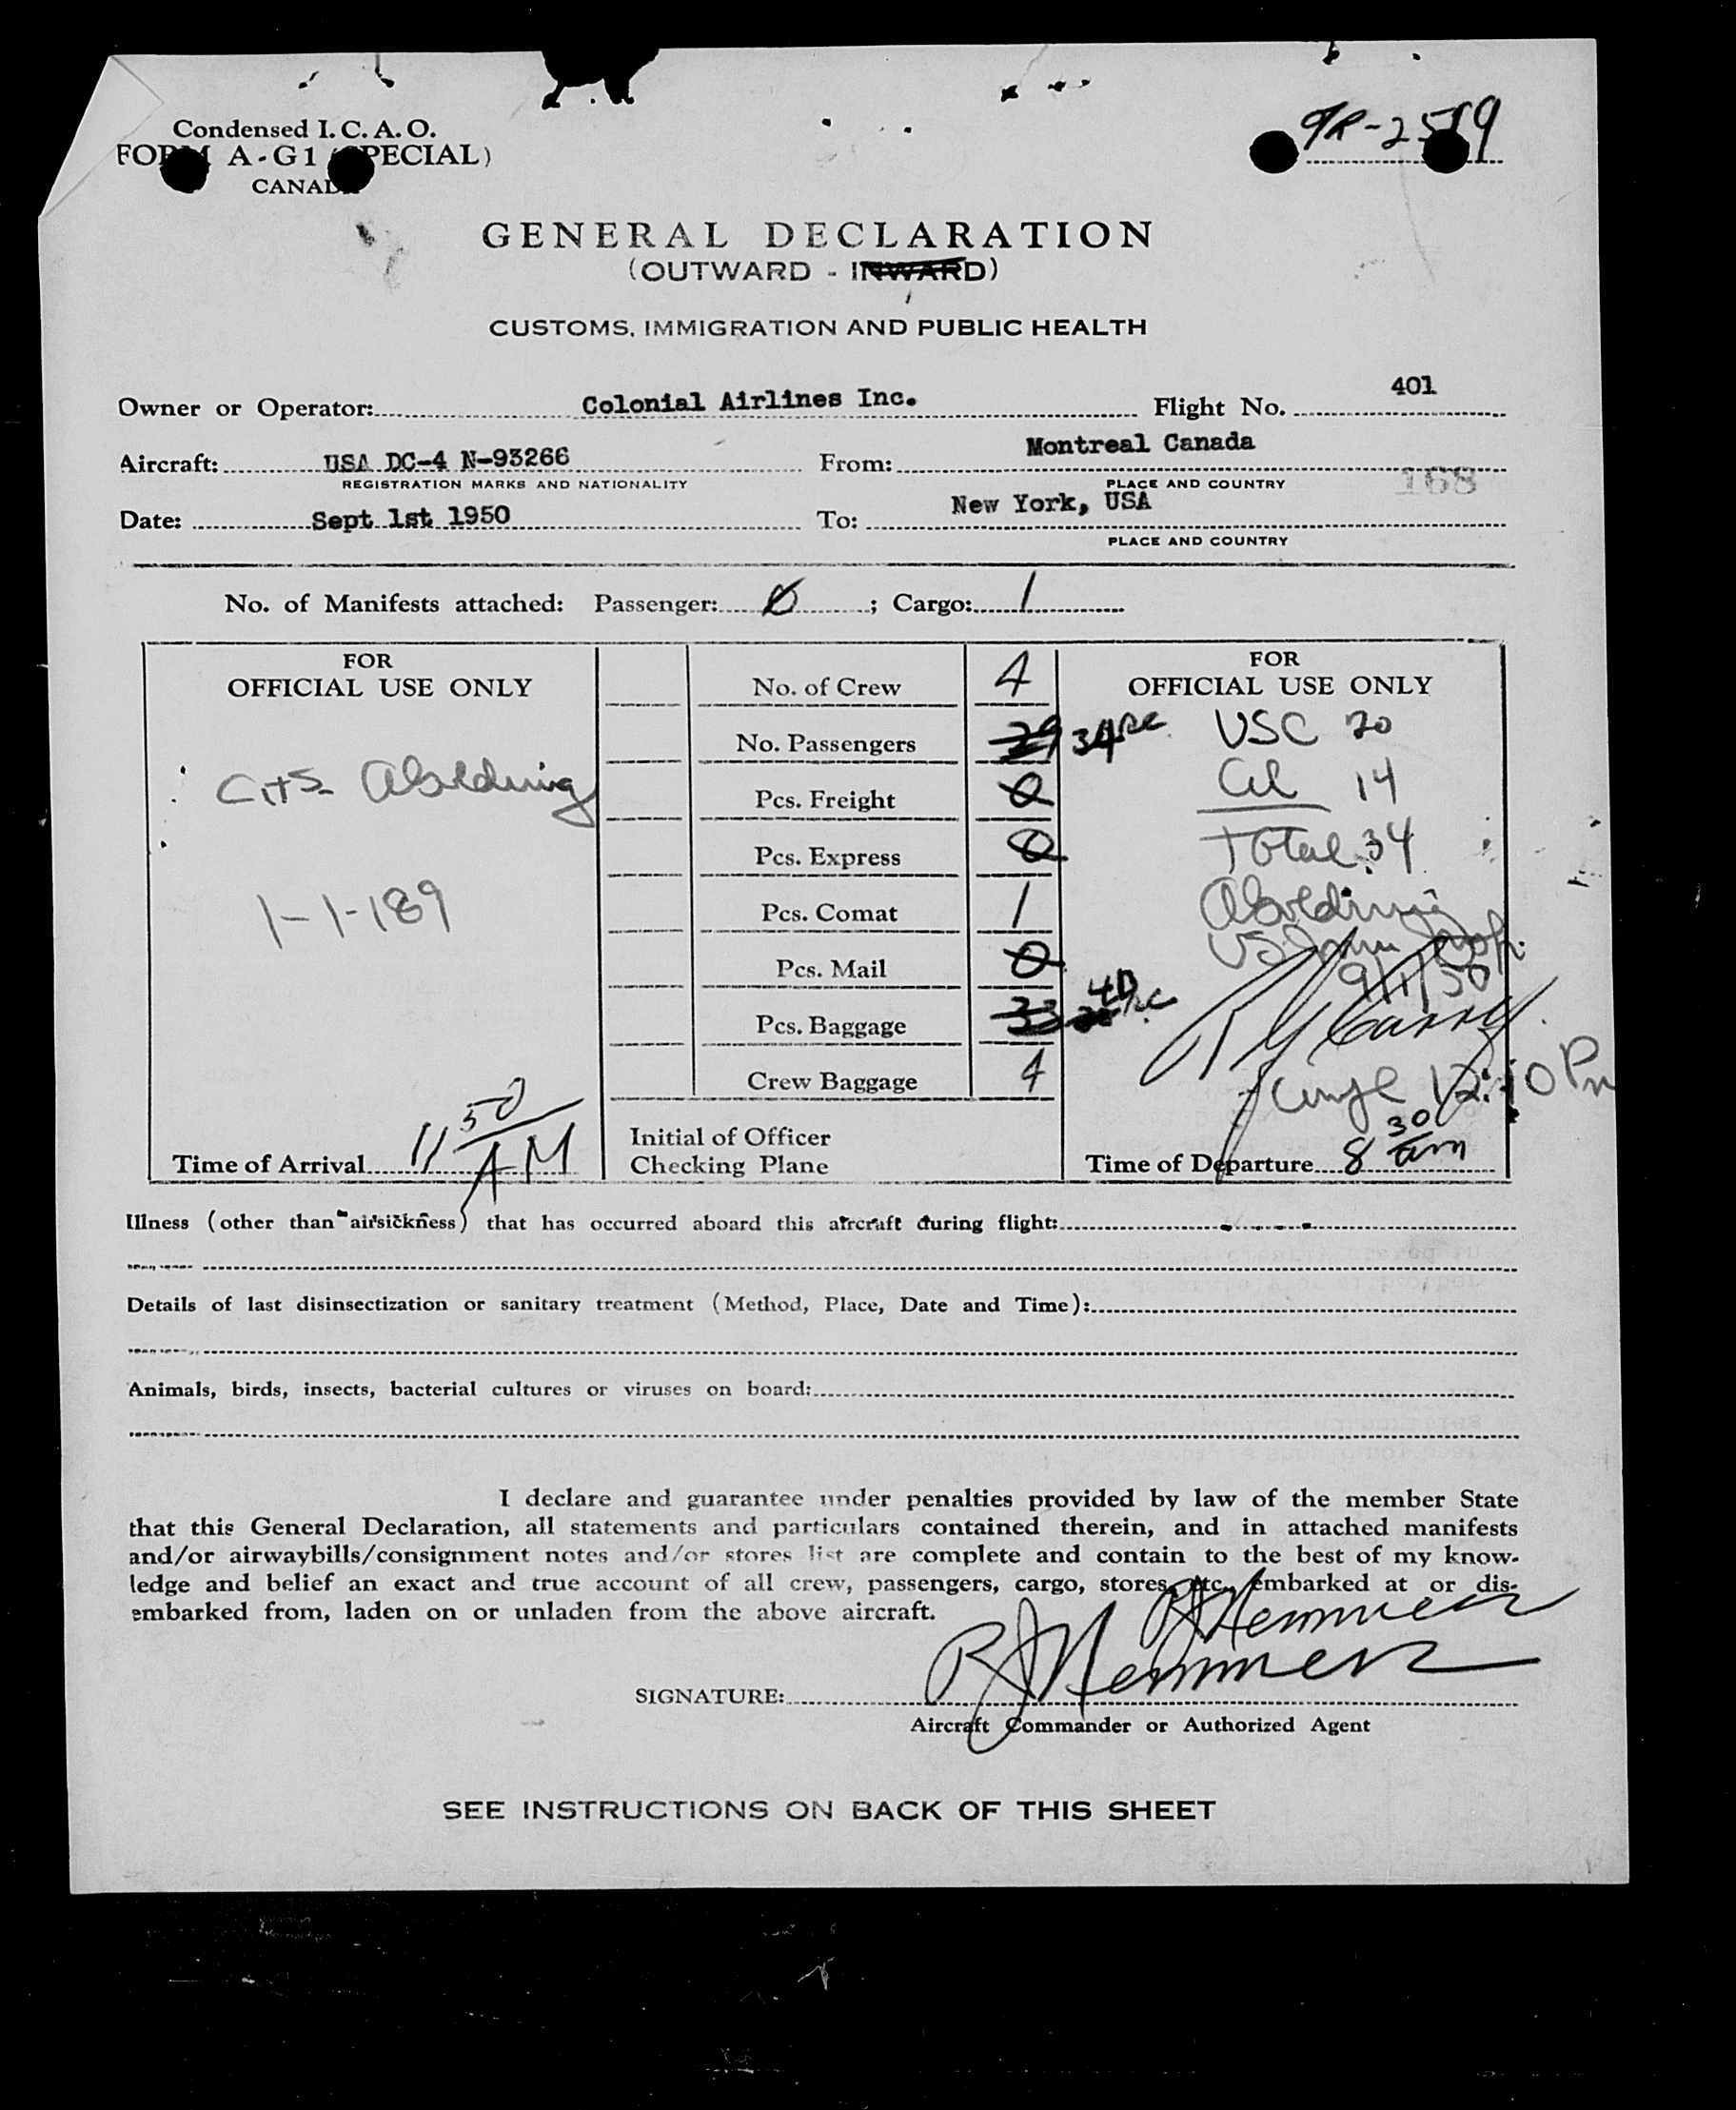 Condensed I. C. A. O.
FORM A-G1 (SPECIAL)
CANADA
9R-2519
GENERAL DECLARATION
(OUTWARD - INWARD)
CUSTOMS, IMMIGRATION AND PUBLIC HEALTH
Owner or Operator: Colonial Airlines Inc. Flight No. 401
Aircraft: USA DC-4 N-93266 From: Montreal Canada
REGISTRATION MARKS AND NATIONALITY PLACE AND COUNTRY 168
Date: Sept 1st 1950 To: New York, USA
PLACE AND COUNTRY
No. of Manifests attached: Passenger: 0 ; Cargo: 1
FOR
OFFICIAL USE ONLY
1-1-189
Time of Arrival 11 50 AM
No. of Crew 4
No. Passengers 29 34
Pcs. Freight 0
Pcs. Express 0
Pcs. Comat 1
Pcs. Mail 0
Pcs. Baggage 33 40
Crew Baggage 4
Initial of Officer
Checking Plane
FOR
OFFICIAL USE ONLY
USC 20
14
Total 34
9/1/50
12:10 Pm
Time of Departure 8 30 am
Illness (other than airsickness) that has occurred aboard this aircraft during flight:
Details of last disinsectization or sanitary treatment (Method, Place, Date and Time):
Animals, birds, insects, bacterial cultures or viruses on board:
I declare and guarantee under penalties provided by law of the member State
that this General Declaration, all statements and particulars contained therein, and in attached manifests
and/or airwaybills/consignment notes and/or stores list are complete and contain to the best of my know-
ledge and belief an exact and true account of all crew, passengers, cargo, stores, etc., embarked at or dis-
embarked from, laden on or unladen from the above aircraft.
SIGNATURE:
Aircraft Commander or Authorized Agent
SEE INSTRUCTIONS ON BACK OF THIS SHEET